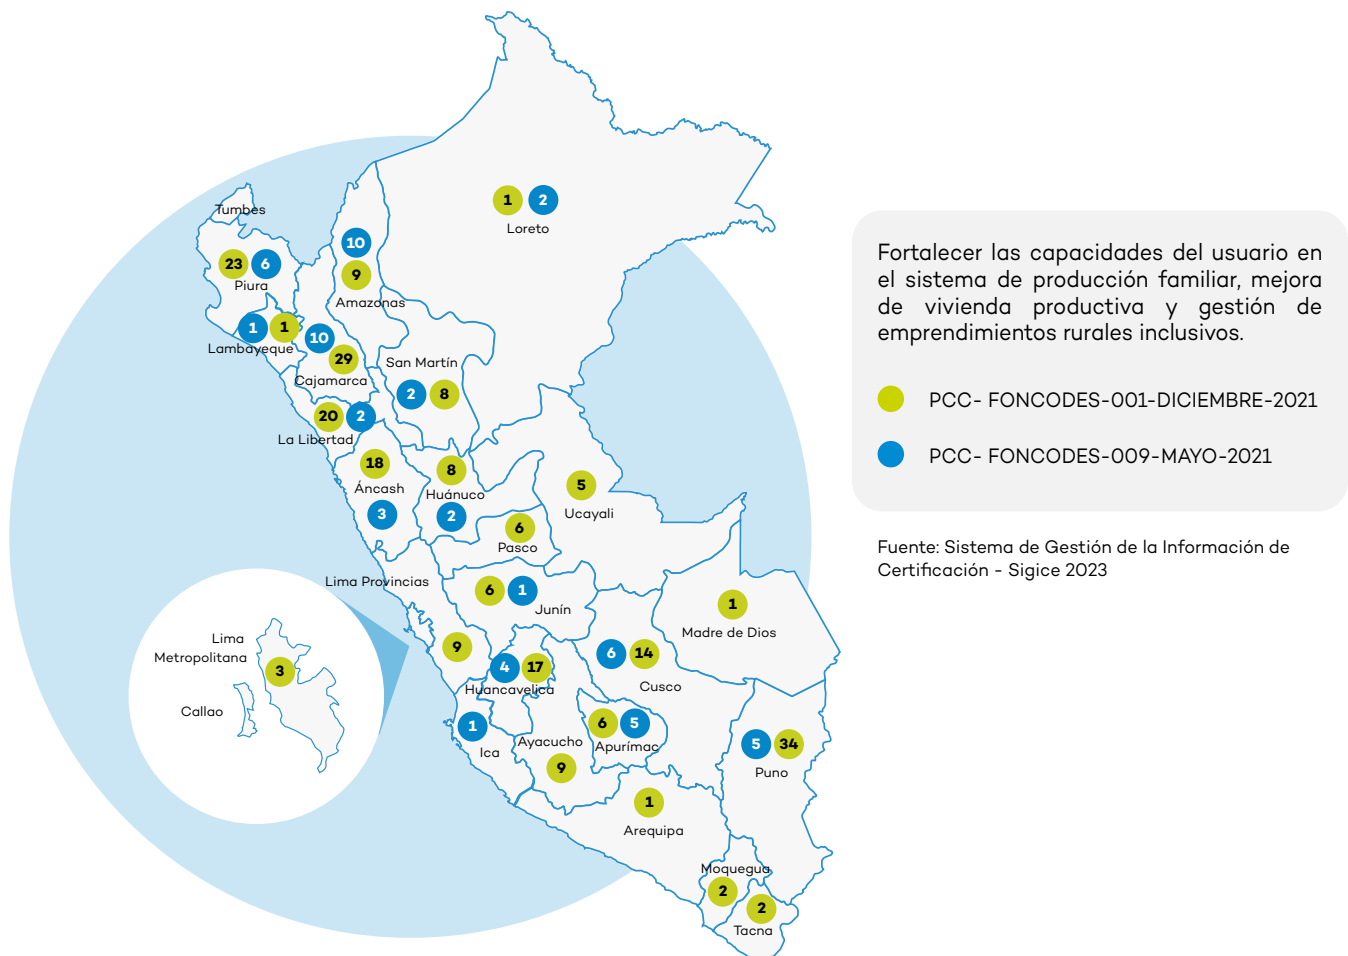 1 2
Loreto
Tumbes
10
23 6
Piura
9
Amazonas
1 1
Lambayeque
10
29
Cajamarca
San Martín
2 8
20 2
La Libertad
18
Áncash
3
8
Huánuco
2
5
Ucayali
6
Pasco
Lima Provincias
9
6 1
Junín
1
Madre de Dios
Lima
Metropolitana
3
Callao
4 17
Huancavelica
6 14
Cusco
1
Ica
Ayacucho
9
6 5
Apurímac
5 34
Puno
1
Arequipa
Moquegua
2
2
Tacna
Fortalecer las capacidades del usuario en
el sistema de producción familiar, mejora
de vivienda productiva y gestión de
emprendimientos rurales inclusivos.
PCC- FONCODES-001-DICIEMBRE-2021
PCC- FONCODES-009-MAYO-2021
Fuente: Sistema de Gestión de la Información de
Certificación - Sigice 2023